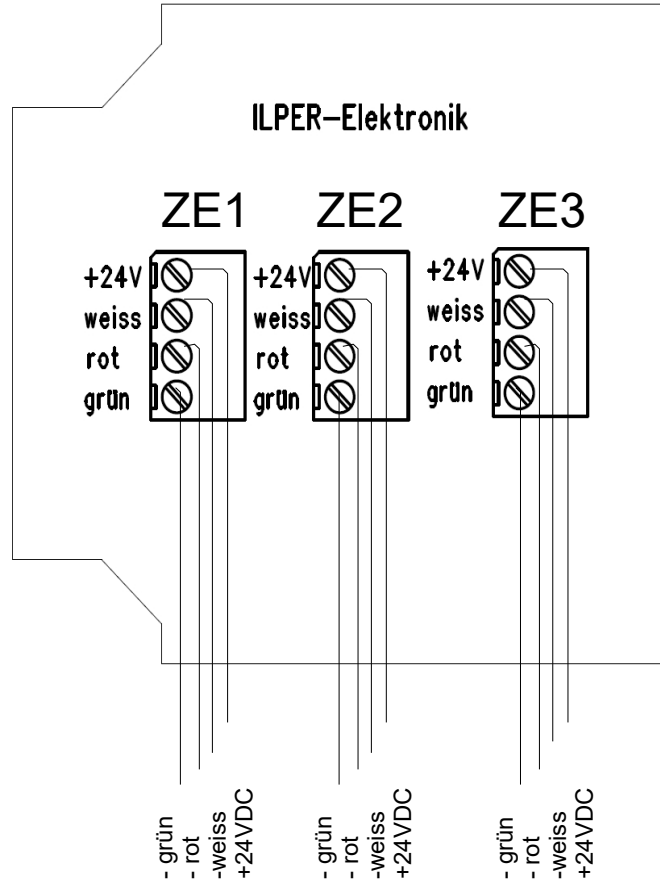 ILPER–Elektronik
ZE1
+24V
weiss
rot
grün
ZE2
+24V
weiss
rot
grün
ZE3
+24V
weiss
rot
grün
- grün
- rot
-weiss
+24VDC
- grün
- rot
-weiss
+24VDC
- grün
- rot
-weiss
+24VDC